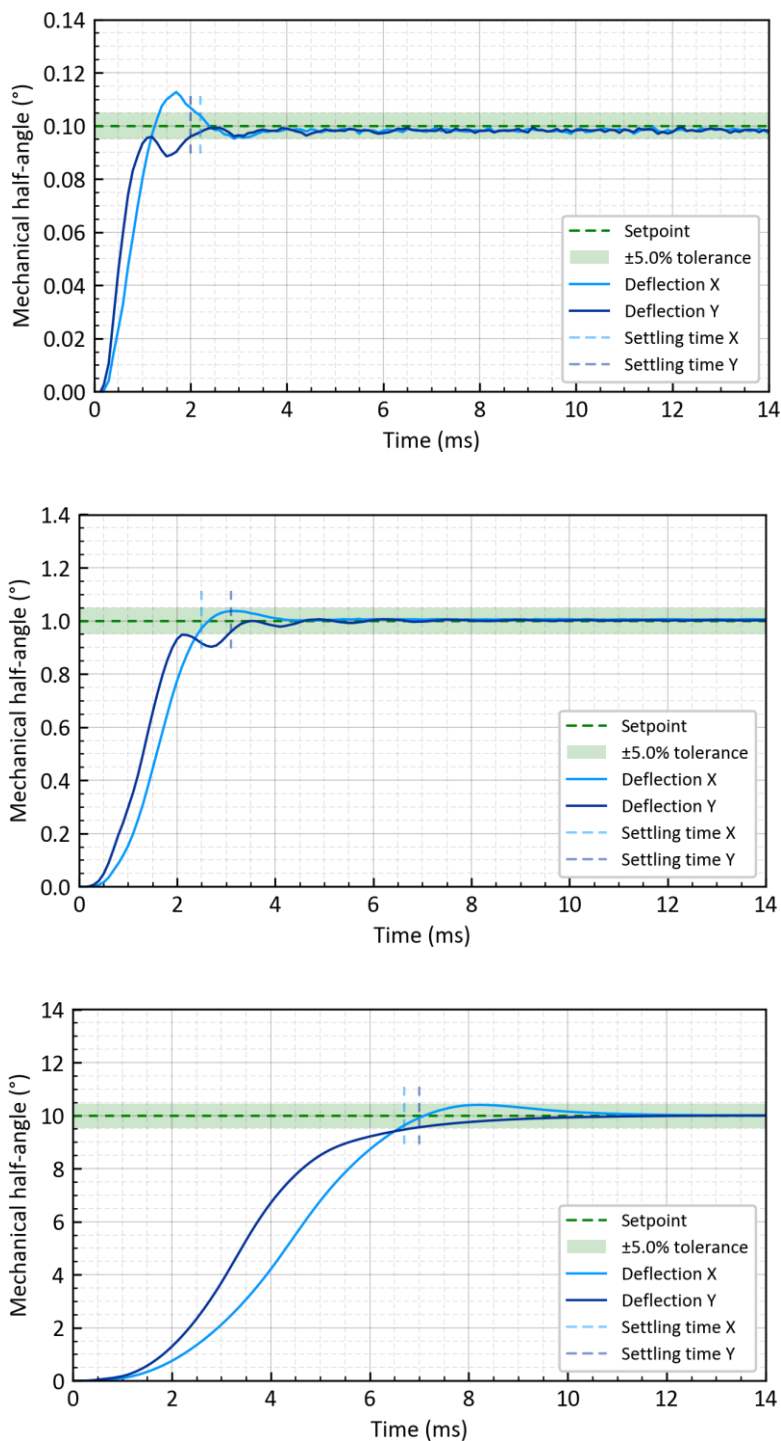 0.14
0.12
0.10
0.08
0.06
0.04
0.02
0.00
Mechanical half-angle (°)
Setpoint
±5.0% tolerance
Deflection X
Deflection Y
Settling time X
Settling time Y
0 2 4 6 8 10 12 14
Time (ms)
1.4
1.2
1.0
0.8
0.6
0.4
0.2
0.0
Mechanical half-angle (°)
Setpoint
±5.0% tolerance
Deflection X
Deflection Y
Settling time X
Settling time Y
0 2 4 6 8 10 12 14
Time (ms)
14
12
10
8
6
4
2
0
Mechanical half-angle (°)
Setpoint
±5.0% tolerance
Deflection X
Deflection Y
Settling time X
Settling time Y
0 2 4 6 8 10 12 14
Time (ms)